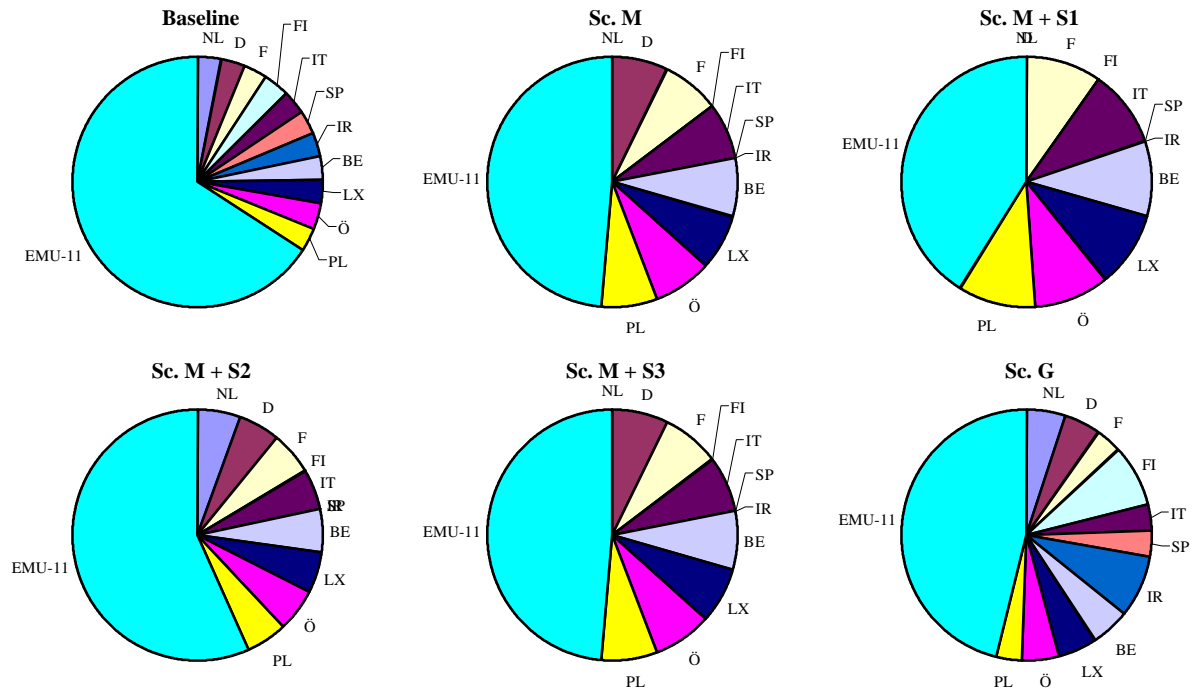 Baseline
NL
D
F
FI
IT
SP
IR
BE
LX
Ö
PL
EMU-11
Sc. M
NL
D
F
FI
IT
SP
IR
BE
LX
Ö
PL
EMU-11
Sc. M + S1
NL
D
F
FI
IT
SP
IR
BE
LX
Ö
PL
EMU-11
Sc. M + S2
NL
D
F
FI
IT
SP
IR
BE
LX
Ö
PL
EMU-11
Sc. M + S3
NL
D
F
FI
IT
SP
IR
BE
LX
Ö
PL
EMU-11
Sc. G
NL
D
F
FI
IT
SP
IR
BE
LX
Ö
PL
EMU-11